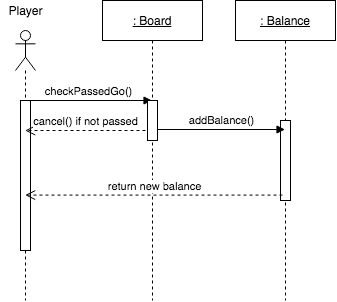 Player
: Board
: Balance
checkPassedGo()
cancel() if not passed
addBalance()
return new balance